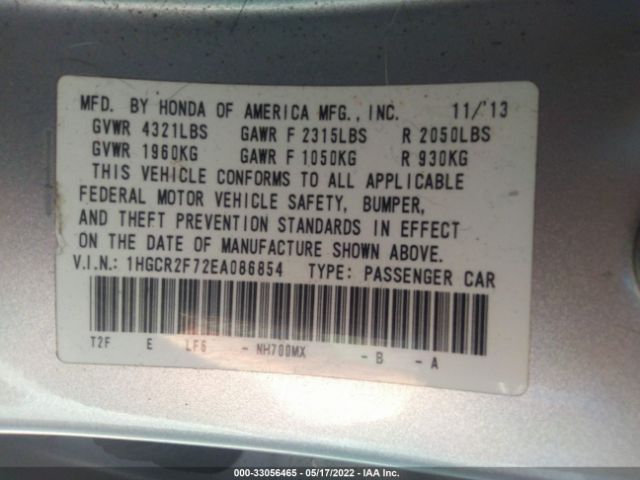 MFD. BY HONDA OF AMERICA MFG., INC. 11/'13
GVWR 4321LBS GAWR F 2315LBS R 2050LBS
GVWR 1960KG GAWR F 1050KG R 930KG
THIS VEHICLE CONFORMS TO ALL APPLICABLE
FEDERAL MOTOR VEHICLE SAFETY, BUMPER,
AND THEFT PREVENTION STANDARDS IN EFFECT
ON THE DATE OF MANUFACTURE SHOWN ABOVE.
V.I.N.: 1HGCR2F72EA086854 TYPE: PASSENGER CAR
T2F E LF6 - NH700MX - B - A
000-33056465 - 05/17/2022 - IAA Inc.